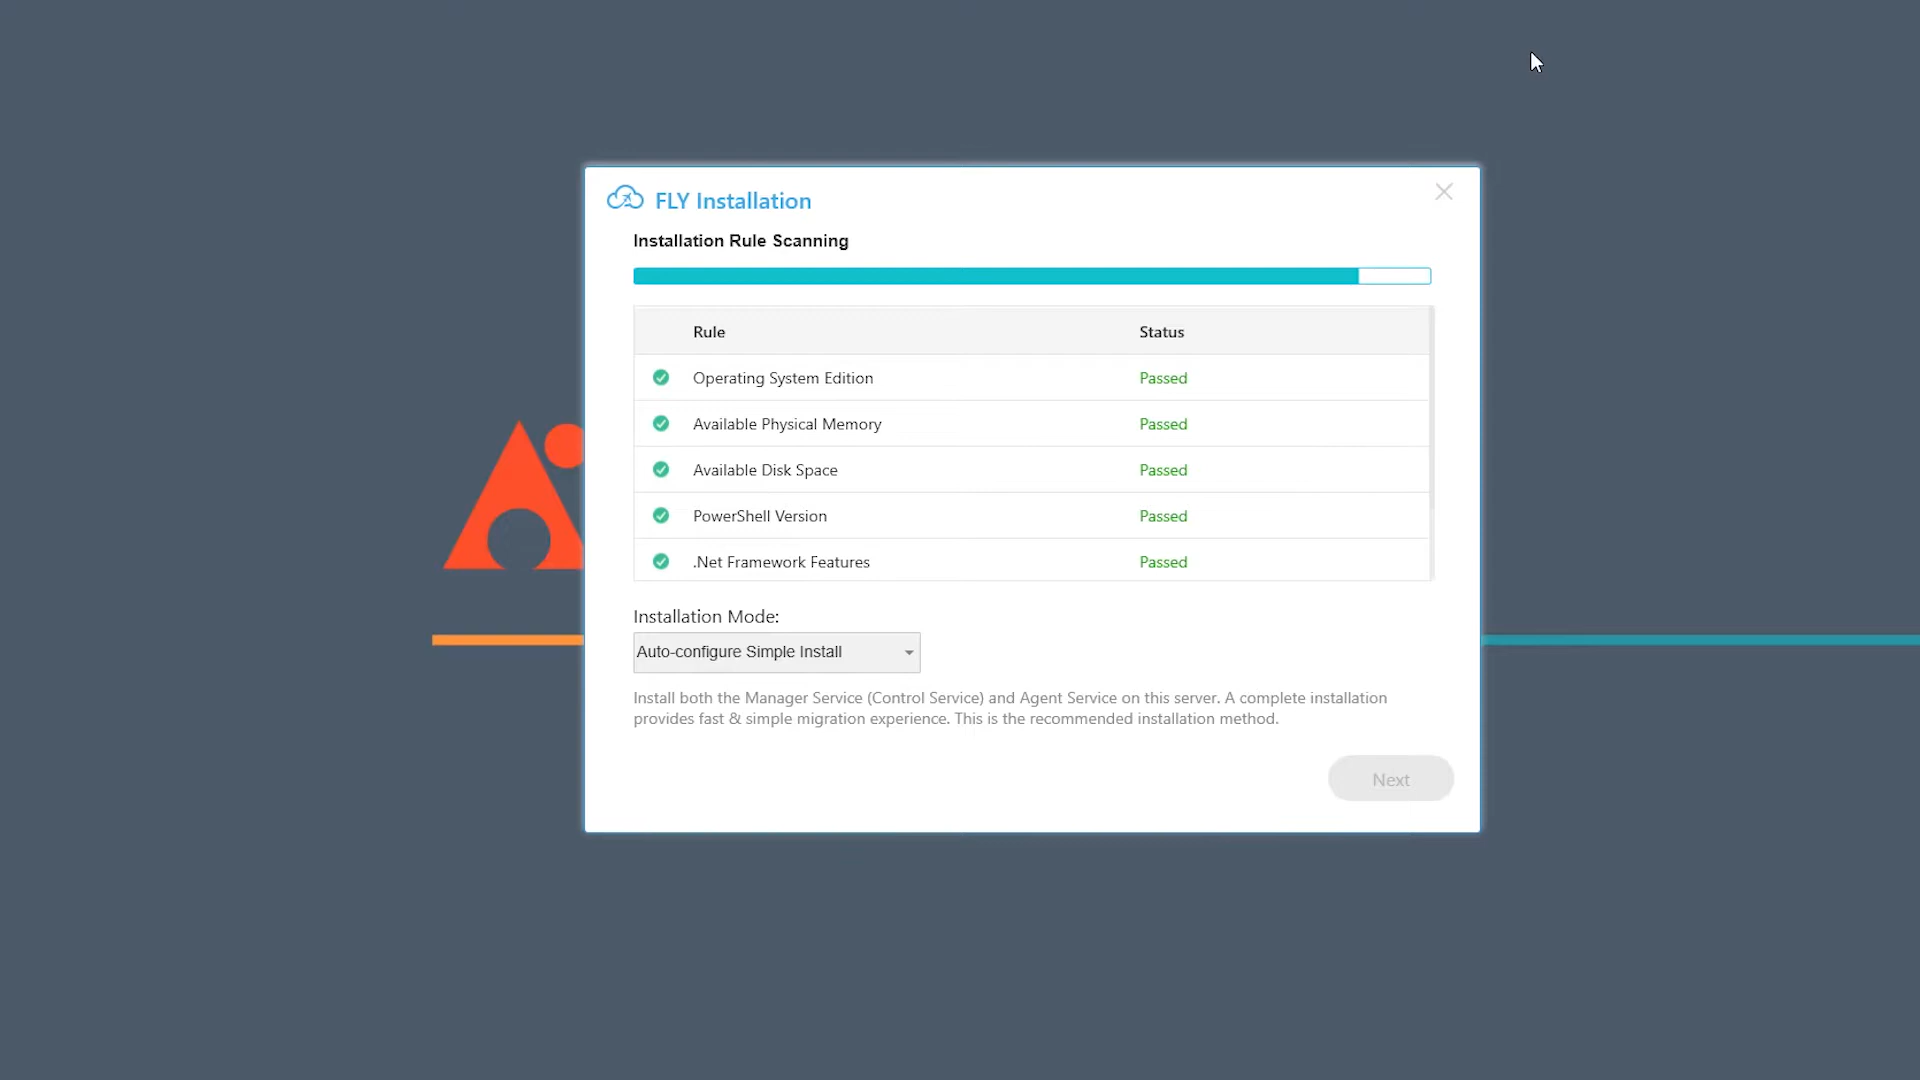 FLY Installation
Installation Rule Scanning
Rule Status
Operating System Edition Passed
Available Physical Memory Passed
Available Disk Space Passed
PowerShell Version Passed
.Net Framework Features Passed
Installation Mode:
Auto-configure Simple Install
Install both the Manager Service (Control Service) and Agent Service on this server. A complete installation
provides fast & simple migration experience. This is the recommended installation method.
Next